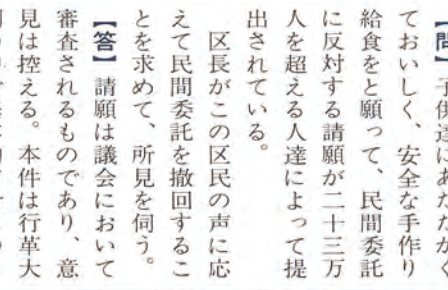 【問】子供達にあたたかく
ておいしく、安全な手作り
給食をと願って、民間委託
に反対する請願が二十三万
人を超える人達によって提
出されている。
区長がこの区民の声に応
えて民間委託を撤回するこ
とを求めて、所見を伺う。
【答】請願は議会において
審査されるものであり、意
見は控える。本件は行革大